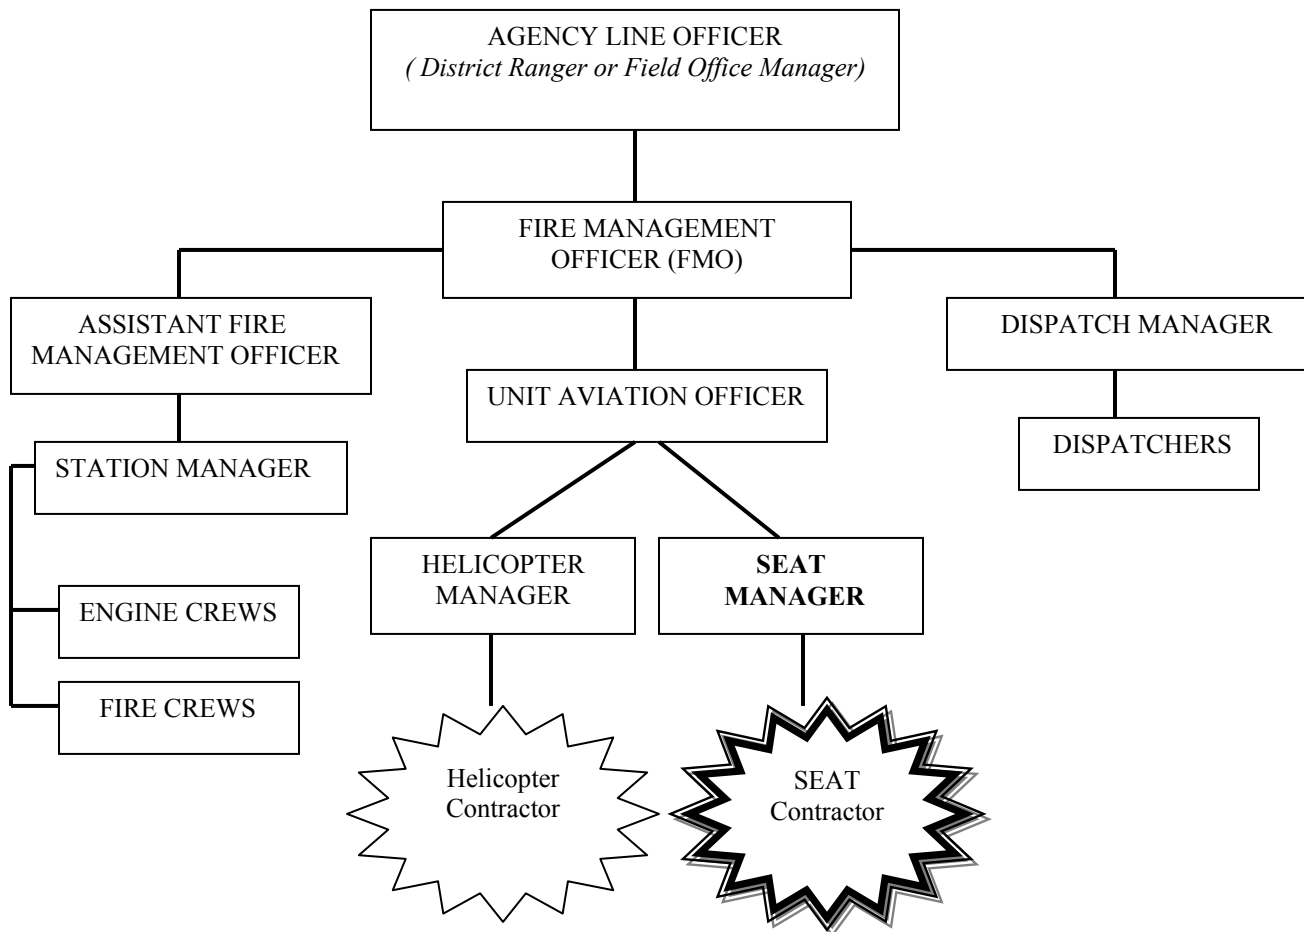 AGENCY LINE OFFICER
( District Ranger or Field Office Manager)
FIRE MANAGEMENT
OFFICER (FMO)
ASSISTANT FIRE
MANAGEMENT OFFICER
DISPATCH MANAGER
UNIT AVIATION OFFICER
DISPATCHERS
STATION MANAGER
HELICOPTER
MANAGER
SEAT
MANAGER
ENGINE CREWS
FIRE CREWS
Helicopter
Contractor
SEAT
Contractor